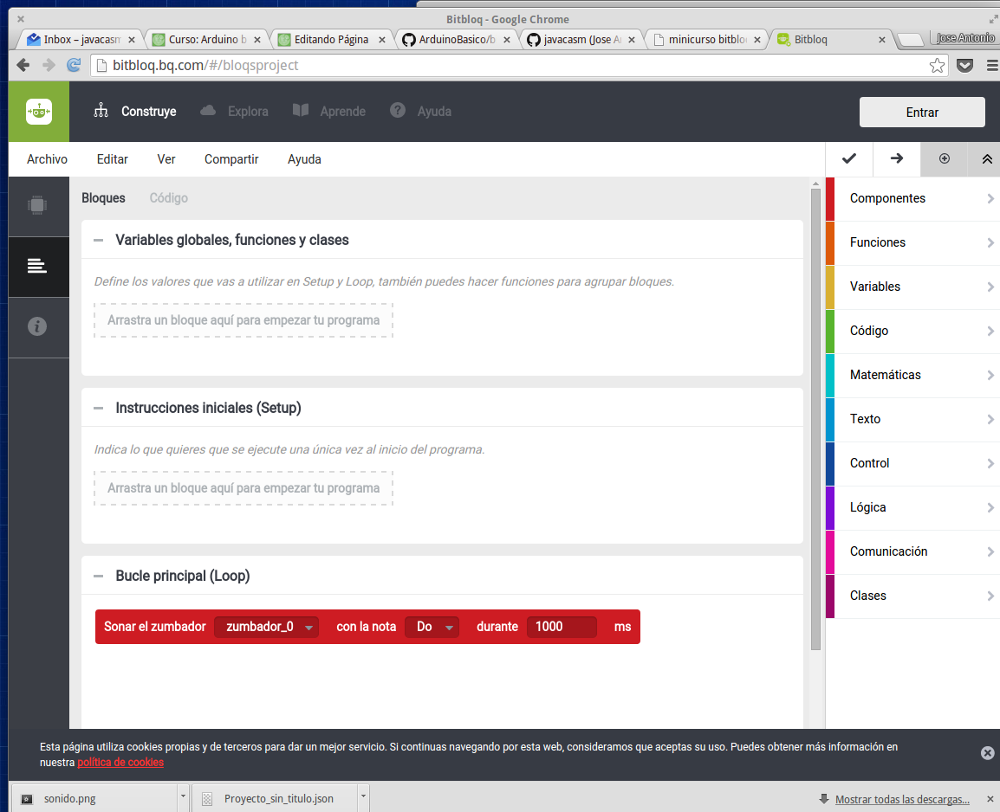 Bitbloq - Google Chrome
Inbox – javacasm
Curso: Arduino b
Editando Página
ArduinoBasico/b
javacasm (Jose A
minicurso bitblo
Bitbloq
Jose Antonio
bitbloq.bq.com/#/bloqsproject
Construye
Explora
Aprende
Ayuda
Entrar
Archivo
Editar
Ver
Compartir
Ayuda
Bloques
Código
Variables globales, funciones y clases
Define los valores que vas a utilizar en Setup y Loop, también puedes hacer funciones para agrupar bloques.
Arrastra un bloque aquí para empezar tu programa
Instrucciones iniciales (Setup)
Indica lo que quieres que se ejecute una única vez al inicio del programa.
Arrastra un bloque aquí para empezar tu programa
Bucle principal (Loop)
Sonar el zumbador zumbador_0 con la nota Do durante 1000 ms
Componentes
Funciones
Variables
Código
Matemáticas
Texto
Control
Lógica
Comunicación
Clases
Esta página utiliza cookies propias y de terceros para dar un mejor servicio. Si continuas navegando por esta web, consideramos que aceptas su uso. Puedes obtener más información en
nuestra política de cookies
sonido.png
Proyecto_sin_titulo.json
Mostrar todas las descargas...